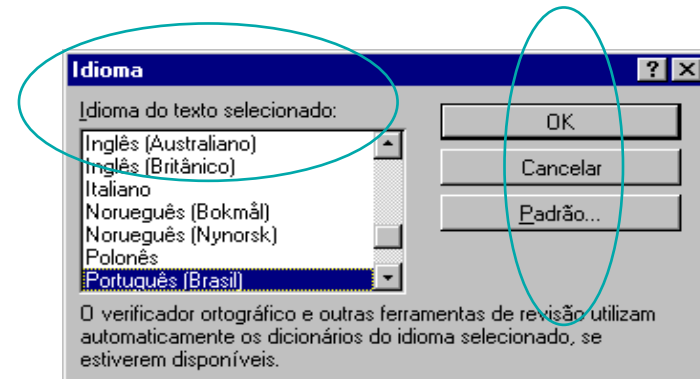 Idioma
Idioma do texto selecionado:
Inglês (Australiano)
Inglês (Britânico)
Italiano
Norueguês (Bokmål)
Norueguês (Nynorsk)
Polonês
Português (Brasil)
OK
Cancelar
Padrão...
O verificador ortográfico e outras ferramentas de revisão utilizam
automaticamente os dicionários do idioma selecionado, se
estiverem disponíveis.